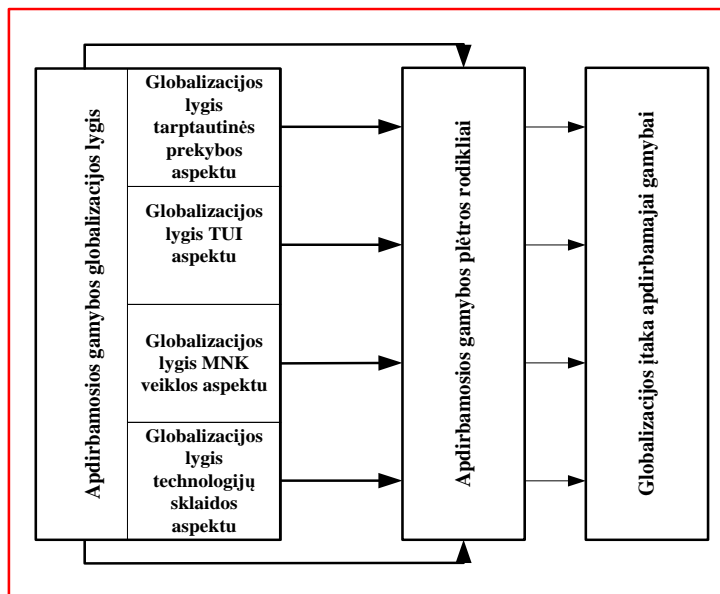 Apdirbamosios gamybos globalizacijos lygis
Globalizacijos
lygis
tarptautinės
prekybos
aspektu
Globalizacijos
lygis TUI
aspektu
Globalizacijos
lygis MNK
veiklos aspektu
Globalizacijos
lygis
technologijų
sklaidos
aspektu
Apdirbamosios gamybos plėtros rodikliai
Globalizacijos įtaka apdirbamajai gamybai